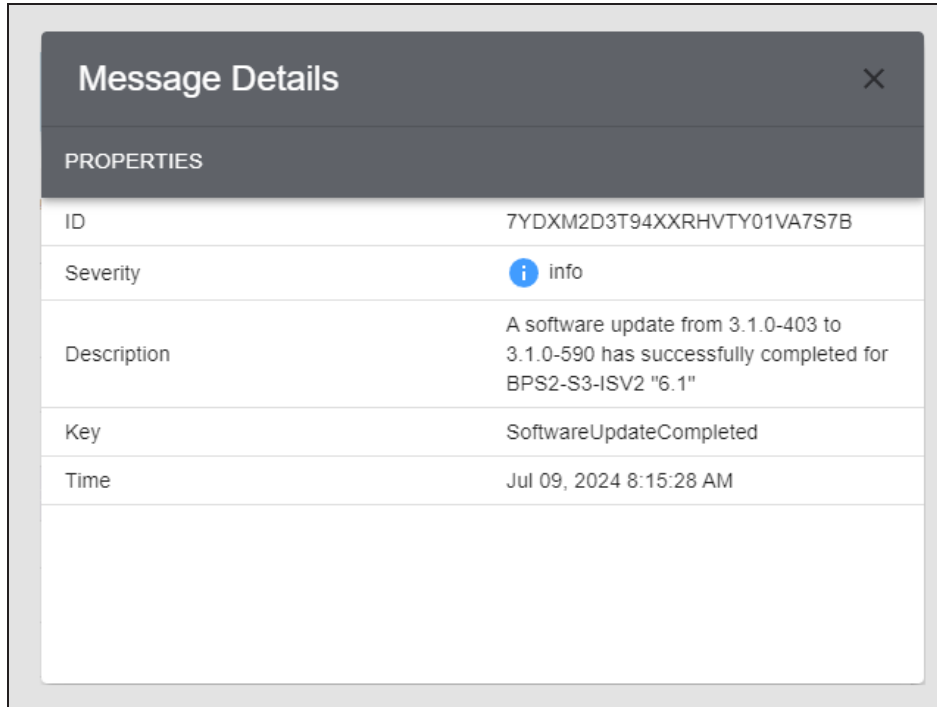 Message Details
PROPERTIES
ID 7YDXM2D3T94XXRHVTY01VA7S7B
Severity info
Description A software update from 3.1.0-403 to
3.1.0-590 has successfully completed for
BPS2-S3-ISV2 "6.1"
Key SoftwareUpdateCompleted
Time Jul 09, 2024 8:15:28 AM